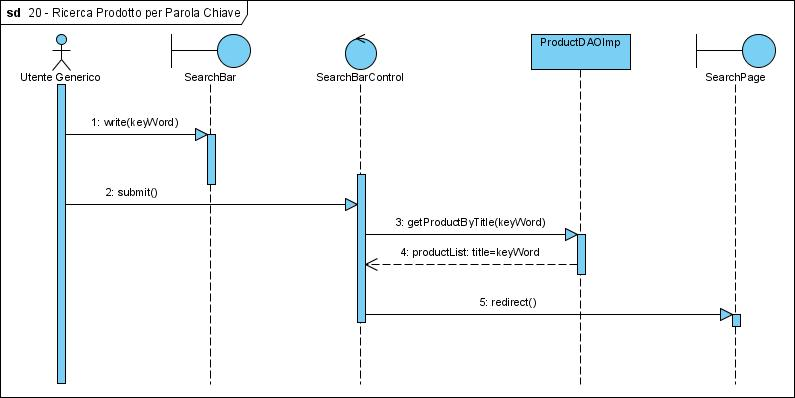 sd 20 - Ricerca Prodotto per Parola Chiave
Utente Generico
SearchBar
SearchBarControl
ProductDAOImp
SearchPage
1: write(keyWord)
2: submit()
3: getProductByTitle(keyWord)
4: productList: title=keyWord
5: redirect()